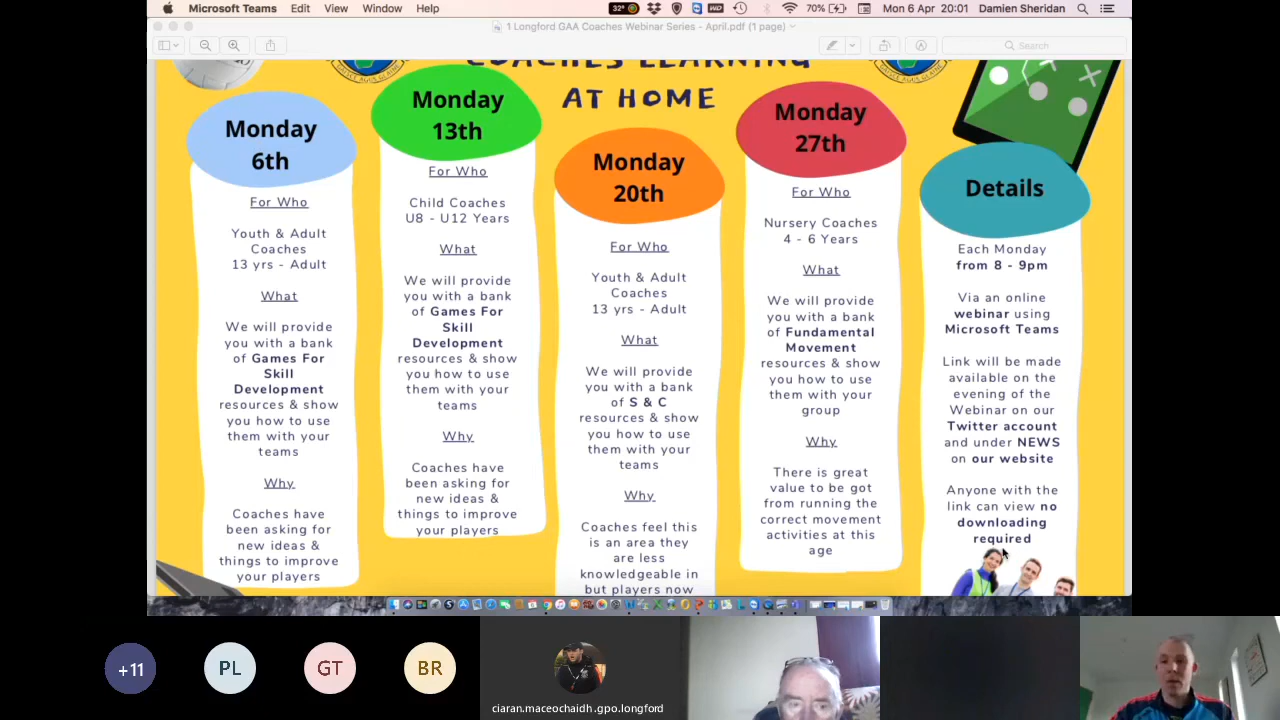 Microsoft Teams Edit View Window Help
32° 70% Mon 6 Apr 20:01 Damien Sheridan
1 Longford GAA Coaches Webinar Series - April.pdf (1 page)
Search
COACHES LEARNING
AT HOME
Monday
6th
For Who
Youth & Adult
Coaches
13 yrs - Adult
What
We will provide
you with a bank
of Games For
Skill
Development
resources & show
you how to use
them with your
teams
Why
Coaches have
been asking for
new ideas &
things to improve
your players
Monday
13th
For Who
Child Coaches
U8 - U12 Years
What
We will provide
you with a bank
of Games For
Skill
Development
resources & show
you how to use
them with your
teams
Why
Coaches have
been asking for
new ideas &
things to improve
your players
Monday
20th
For Who
Youth & Adult
Coaches
13 yrs - Adult
What
We will provide
you with a bank
of S & C
resources & show
you how to use
them with your
teams
Why
Coaches feel this
is an area they
are less
knowledgeable in
but players now
Monday
27th
For Who
Nursery Coaches
4 - 6 Years
What
We will provide
you with a bank
of Fundamental
Movement
resources & show
you how to use
them with your
group
Why
There is great
value to be got
from running the
correct movement
activities at this
age
Details
Each Monday
from 8 - 9pm
Via an online
webinar using
Microsoft Teams
Link will be made
available on the
evening of the
Webinar on our
Twitter account
and under NEWS
on our website
Anyone with the
link can view no
downloading
required
+11
PL
GT
BR
ciaran.maceochaidh.gpo.longford